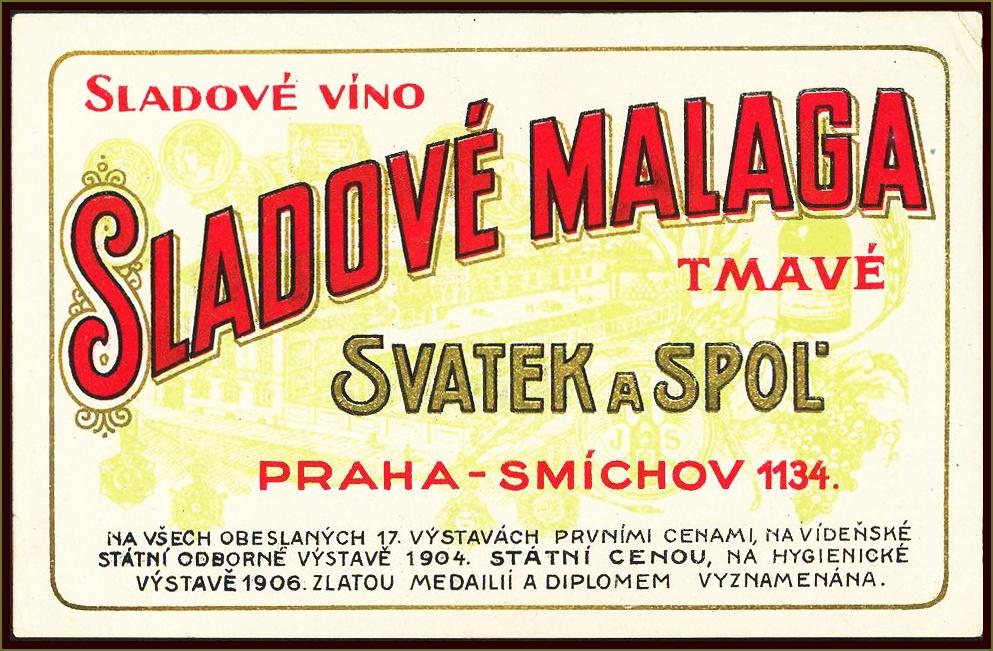 SLADOVÉ VÍNO
SLADOVÉ MALAGA
TMAVÉ
SVATEK A SPOL.
PRAHA-SMÍCHOV 1134.
NA VŠECH OBESLANÝCH 17. VÝSTAVÁCH PRVNÍMI CENAMI, NA VÍDEŇSKÉ
STÁTNÍ ODBORNÉ VÝSTAVĚ 1904. STÁTNÍ CENOU, NA HYGIENICKÉ
VÝSTAVĚ 1906. ZLATOU MEDAILIÍ A DIPLOMEM VYZNAMENÁNA.